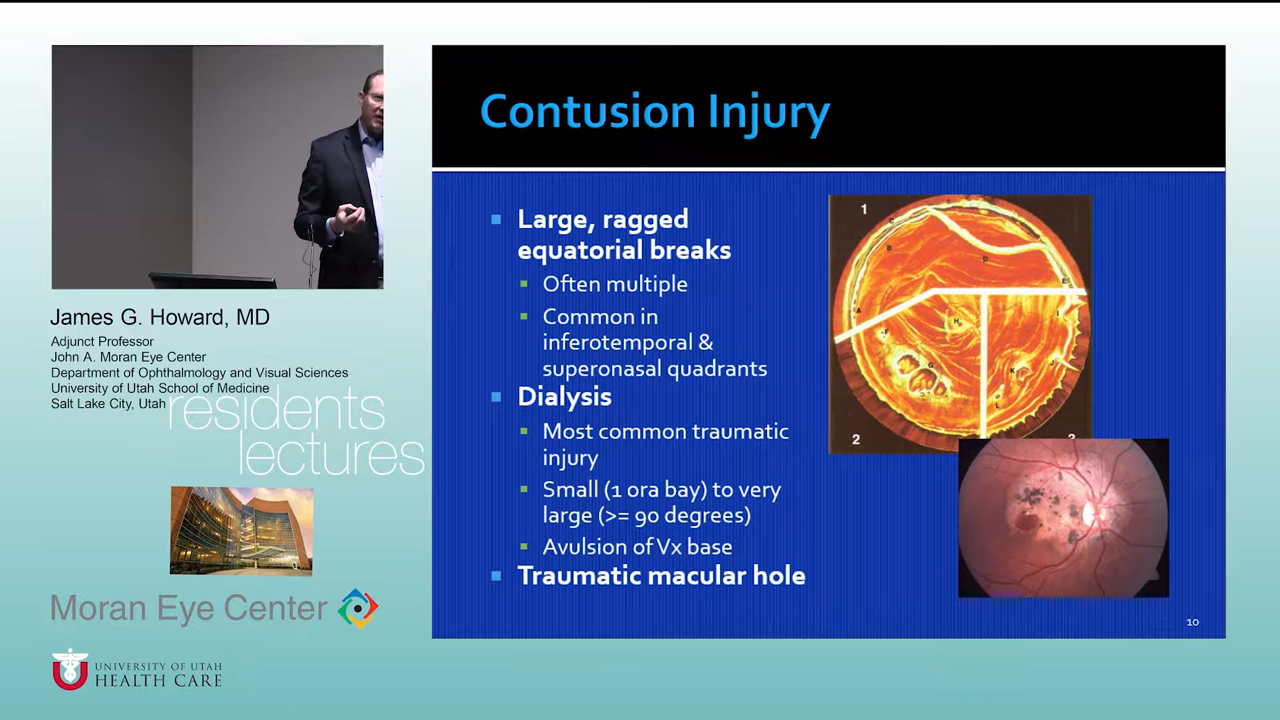 Contusion Injury
Large, ragged
equatorial breaks
Often multiple
Common in
inferotemporal &
superonasal quadrants
Dialysis
Most common traumatic
injury
Small (1 ora bay) to very
large (>= 90 degrees)
Avulsion of Vx base
Traumatic macular hole
1
C
B
D
E
A
F
G
H
I
J
K
L
2
10
James G. Howard, MD
Adjunct Professor
John A. Moran Eye Center
Department of Ophthalmology and Visual Sciences
University of Utah School of Medicine
Salt Lake City, Utah
residents
lectures
Moran Eye Center
UNIVERSITY OF UTAH
HEALTH CARE